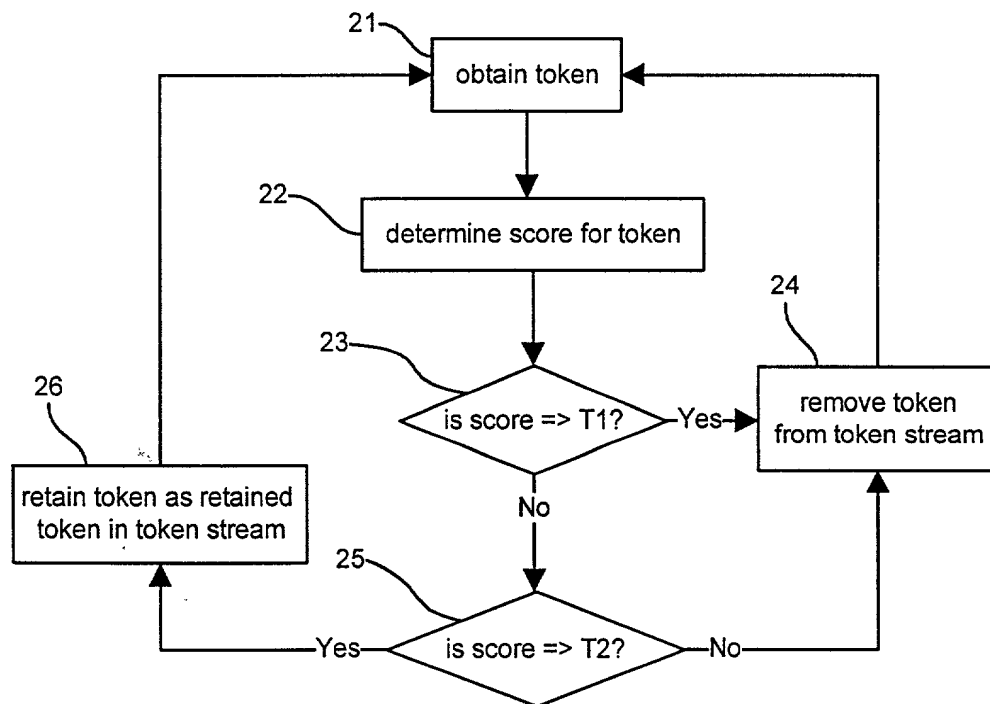 21
obtain token
22
determine score for token
23
is score => T1?
Yes
24
remove token
from token stream
26
retain token as retained
token in token stream
No
25
is score => T2?
Yes
No